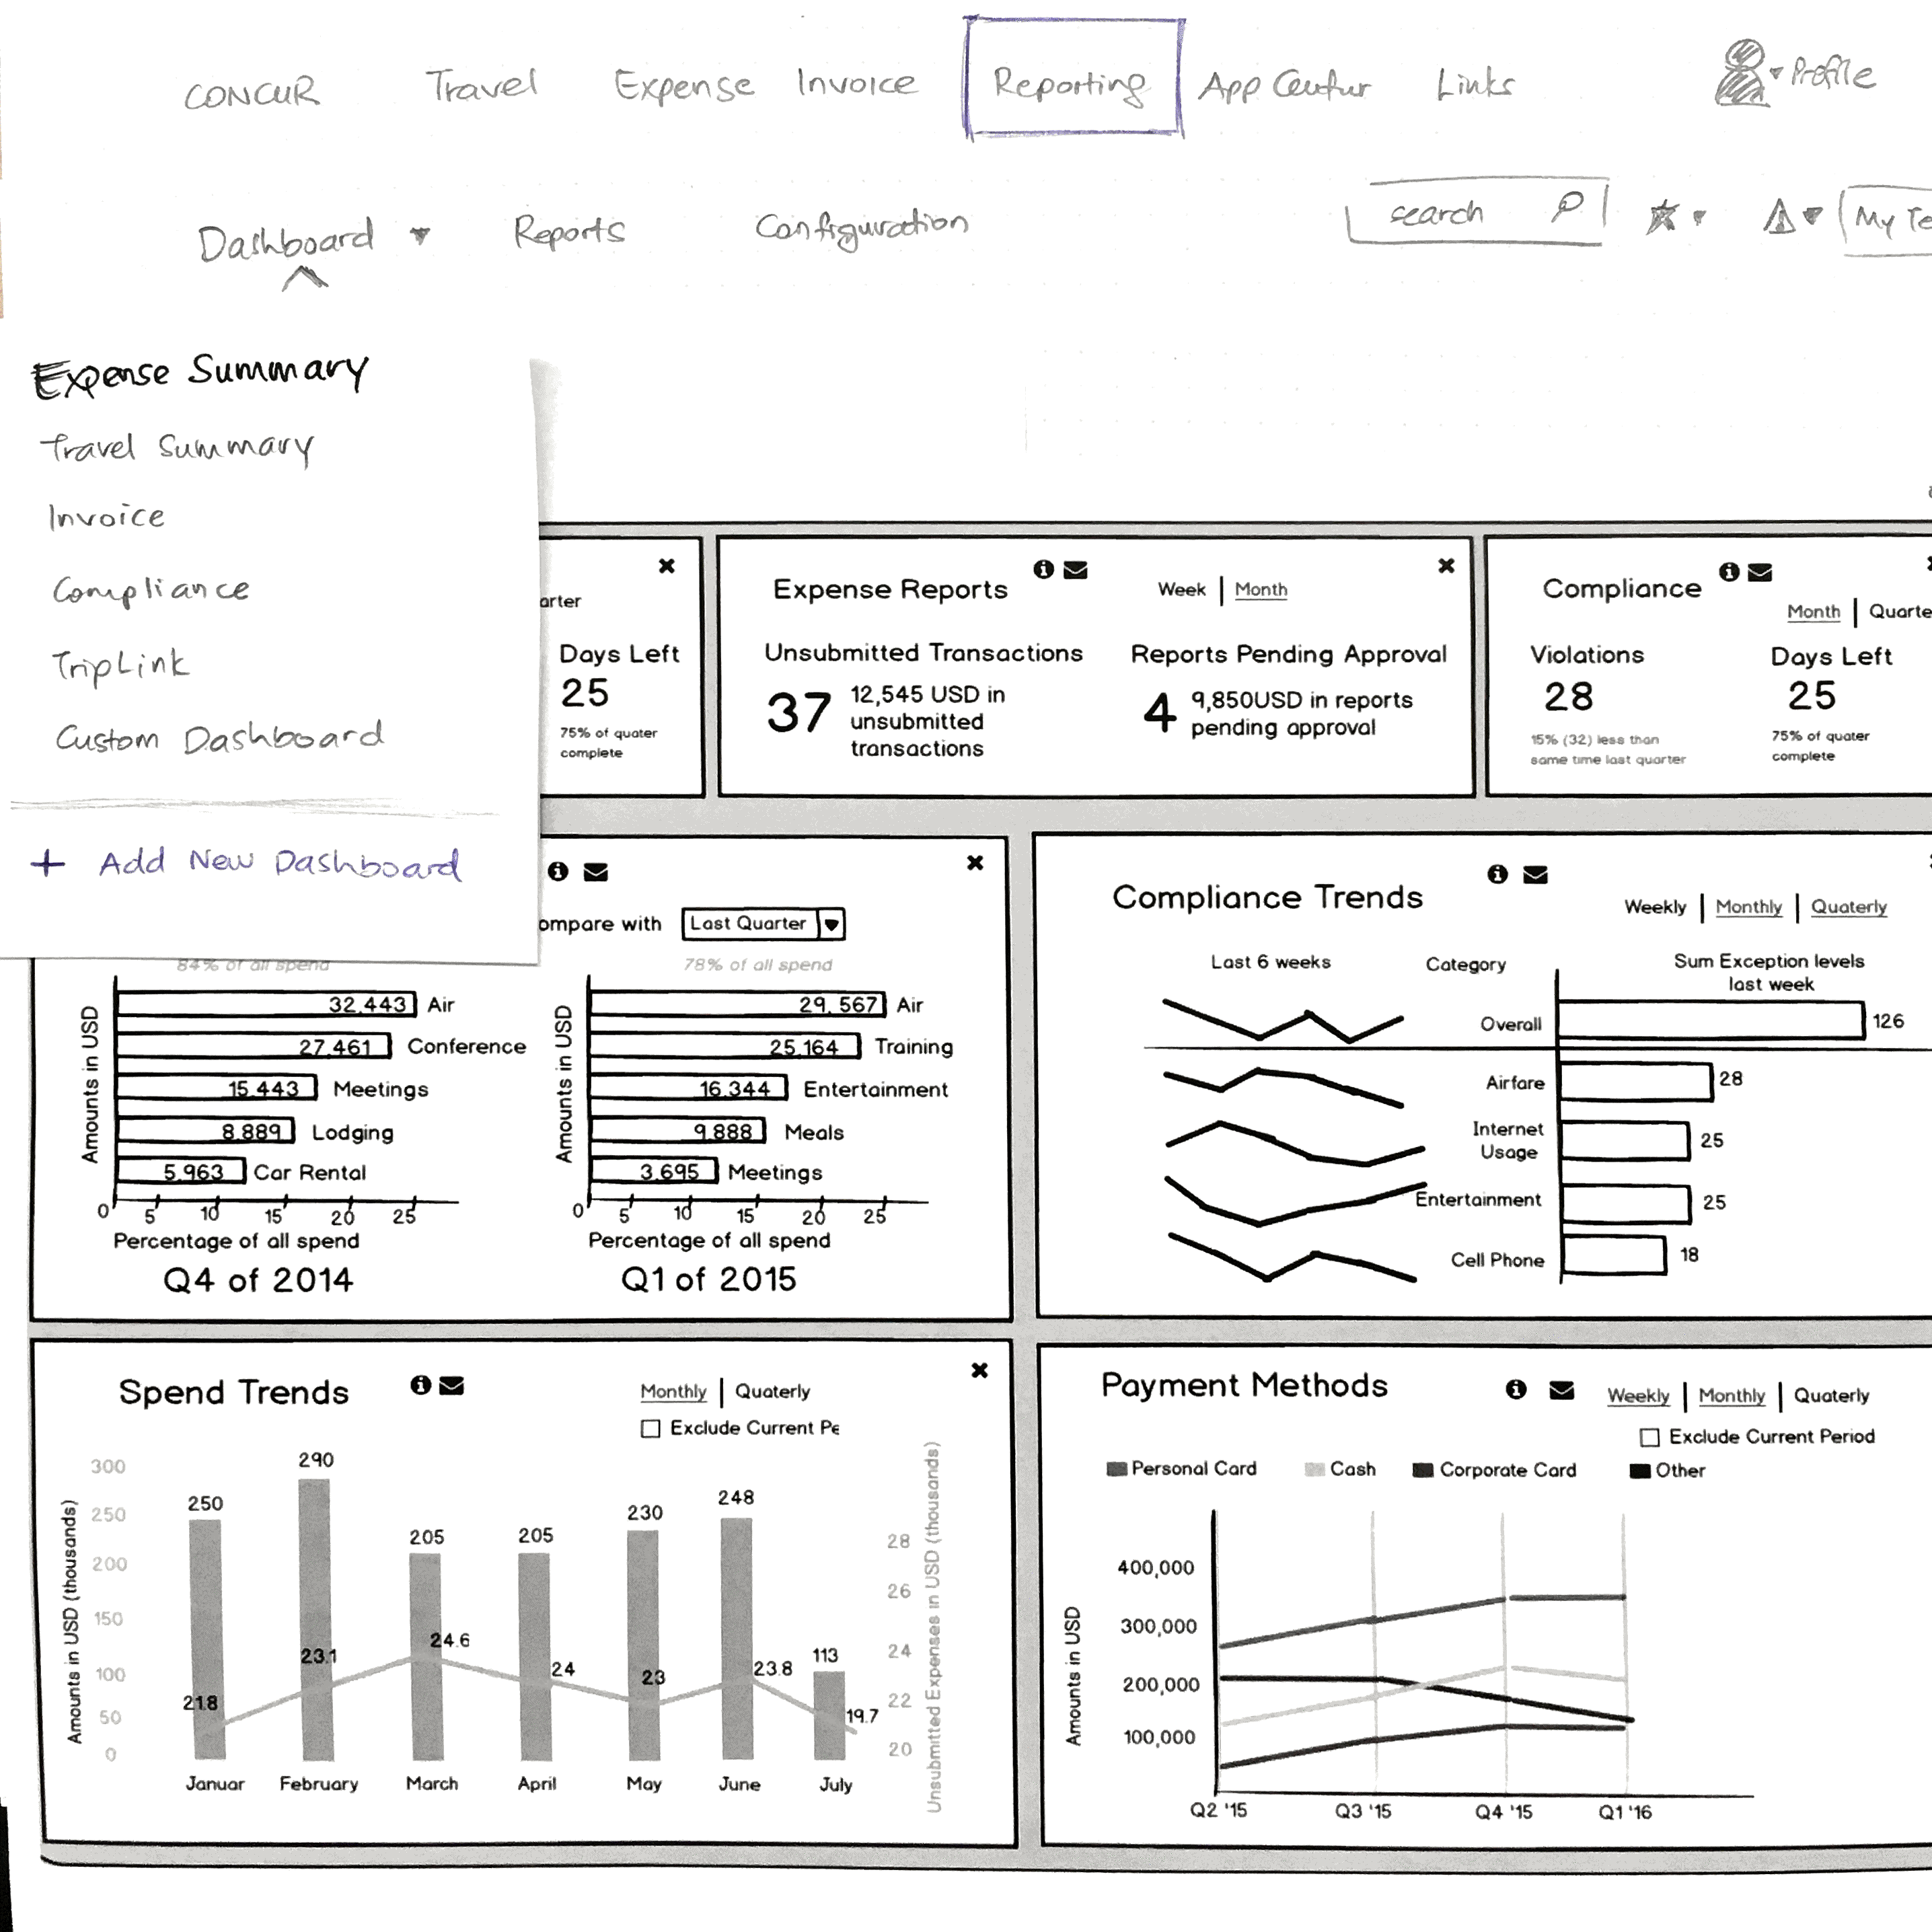 CONCUR Travel Expense Invoice Reporting App Center Links Profile
Dashboard Reports Configuration search My Te
Expense Summary
Travel Summary
Invoice
Compliance
TripLink
Custom Dashboard
+ Add New Dashboard
arter
Days Left
25
75% of quater
complete
Expense Reports
Week | Month
Unsubmitted Transactions
37
12,545 USD in
unsubmitted
transactions
Reports Pending Approval
4
9,850USD in reports
pending approval
Compliance
Month | Quarte
Violations
28
15% (32) less than
same time last quarter
Days Left
25
75% of quater
complete
ompare with Last Quarter
84% of all spend
Amounts in USD
32.443 Air
27.461 Conference
15.443 Meetings
8.889 Lodging
5.963 Car Rental
0 5 10 15 20 25
Percentage of all spend
Q4 of 2014
78% of all spend
Amounts in USD
29.567 Air
25.164 Training
16.344 Entertainment
9.888 Meals
3.695 Meetings
0 5 10 15 20 25
Percentage of all spend
Q1 of 2015
Compliance Trends
Weekly | Monthly | Quaterly
Last 6 weeks Category Sum Exception levels
last week
Overall 126
Airfare 28
Internet
Usage 25
Entertainment 25
Cell Phone 18
Spend Trends
Monthly | Quaterly
Exclude Current Pe
Amounts in USD (thousands)
300
250
200
150
100
50
0
250 290 205 205 230 248 113
21.8 23.1 24.6 24 23 23.8 19.7
28
26
24
22
20
Unsubmitted Expenses in USD (thousands)
Januar February March April May June July
Payment Methods
Weekly | Monthly | Quaterly
Exclude Current Period
Personal Card Cash Corporate Card Other
Amounts in USD
400,000
300,000
200,000
100,000
Q2 '15 Q3 '15 Q4 '15 Q1 '16